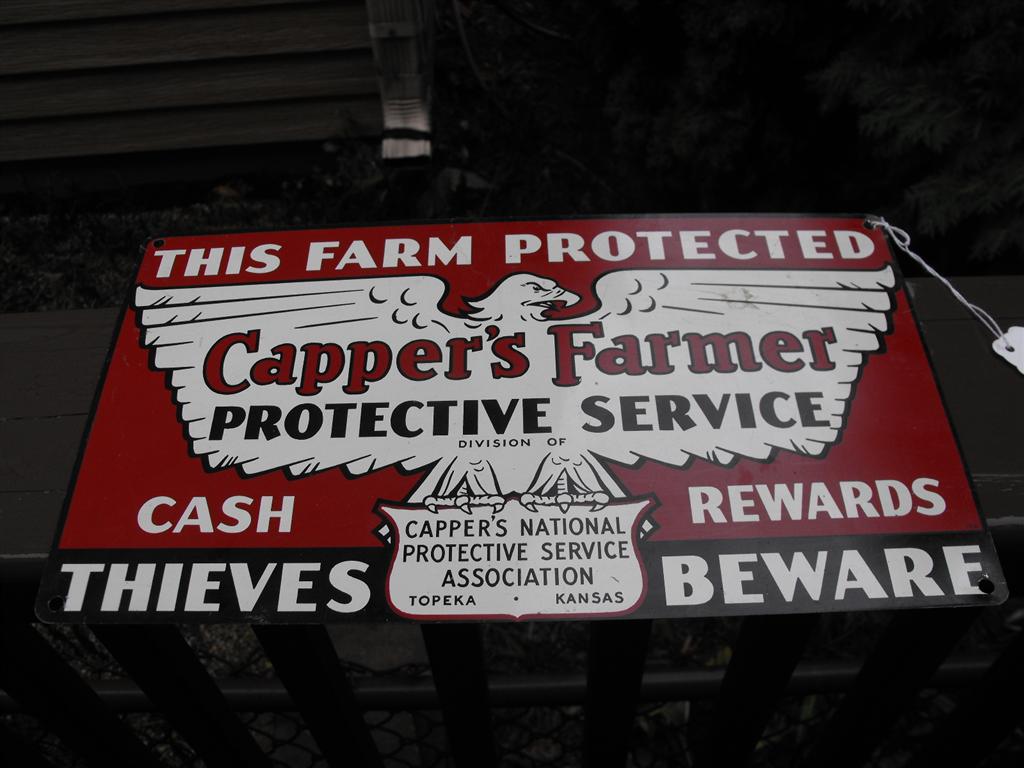 THIS FARM PROTECTED
Capper's Farmer
PROTECTIVE SERVICE
DIVISION OF
CASH REWARDS
CAPPER'S NATIONAL
PROTECTIVE SERVICE
ASSOCIATION
TOPEKA · KANSAS
THIEVES BEWARE